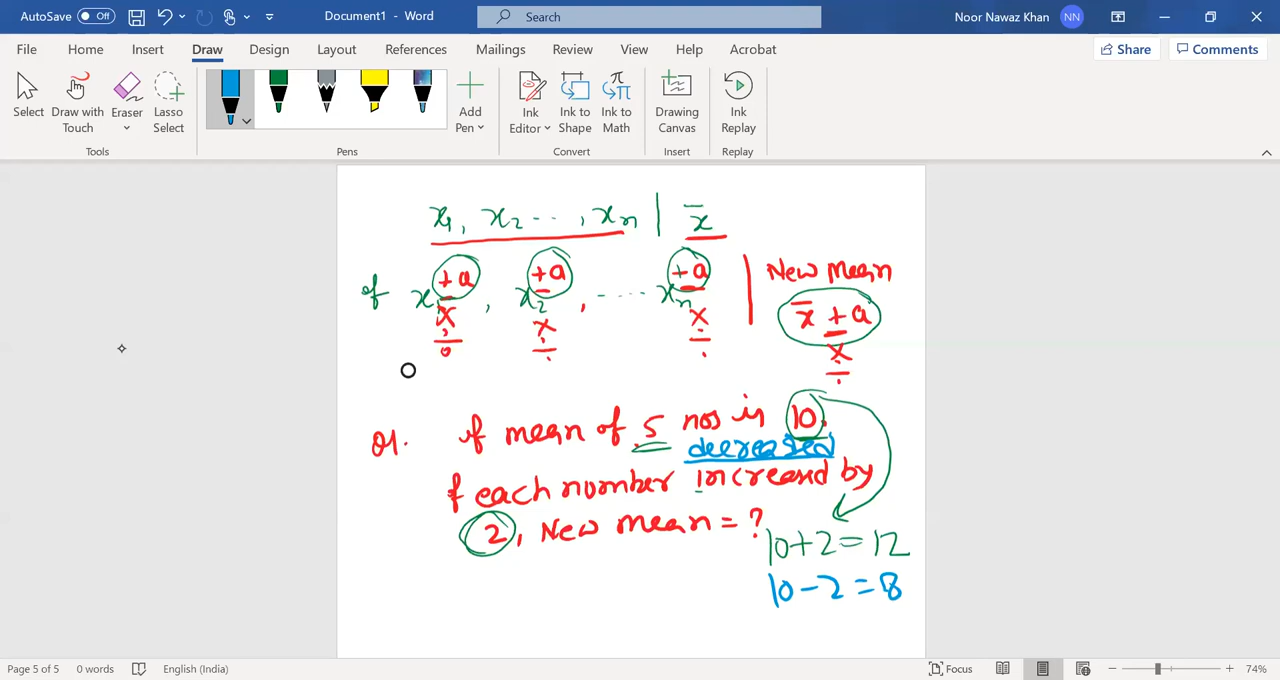 AutoSave Off Document1 - Word Search Noor Nawaz Khan NN
File Home Insert Draw Design Layout References Mailings Review View Help Acrobat Share Comments
Select Draw with Touch Eraser Lasso Select Add Pen Ink Editor Ink to Shape Ink to Math Drawing Canvas Ink Replay
Tools Pens Convert Insert Replay
x1, x2 ..., xn | x̄
+a +a +a New mean
x1, x2, ..... xn | x̄ + a
× × ×
÷ ÷ ÷ ×
÷
If mean of 5 nos is 10.
decreased
If each number increased by
2, New mean = ?
10+2=12
10-2=8
Page 5 of 5 0 words English (India) Focus 74%